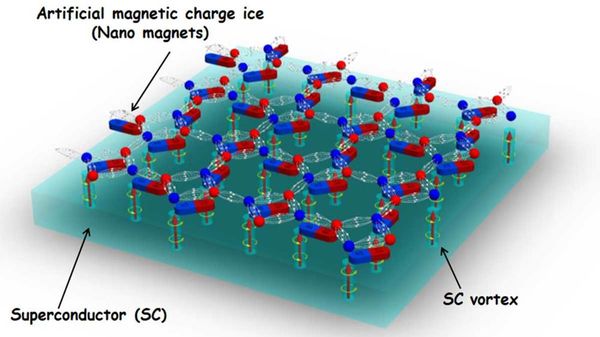 Artificial magnetic charge ice
(Nano magnets)
Superconductor (SC)
SC vortex